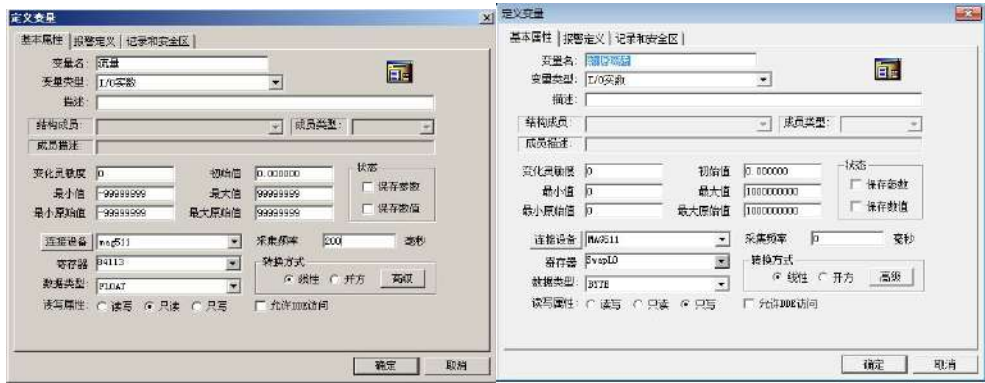 定义变量
基本属性 报警定义 记录和安全区
变量名: 流量
变量类型: I/O实数
描述:
结构成员: 成员类型:
成员描述:
变化灵敏度 0 初始值 0.000000 状态
保存参数
最小值 -99999999 最大值 99999999
保存数值
最小原始值 -99999999 最大原始值 99999999
连接设备 mag511 采集频率 200 毫秒
寄存器 84113 转换方式
线性 开方 高级
数据类型: FLOAT
读写属性: 读写 只读 只写 允许DDE访问
确定 取消
定义变量
基本属性 报警定义 记录和安全区
变量名:
变量类型: I/O实数
描述:
结构成员: 成员类型:
成员描述:
变化灵敏度 0 初始值 0.000000 状态
保存参数
最小值 0 最大值 1000000000
保存数值
最小原始值 0 最大原始值 1000000000
连接设备 MAG511 采集频率 0 毫秒
寄存器 SwapL0 转换方式
线性 开方 高级
数据类型: BYTE
读写属性: 读写 只读 只写 允许DDE访问
确定 取消